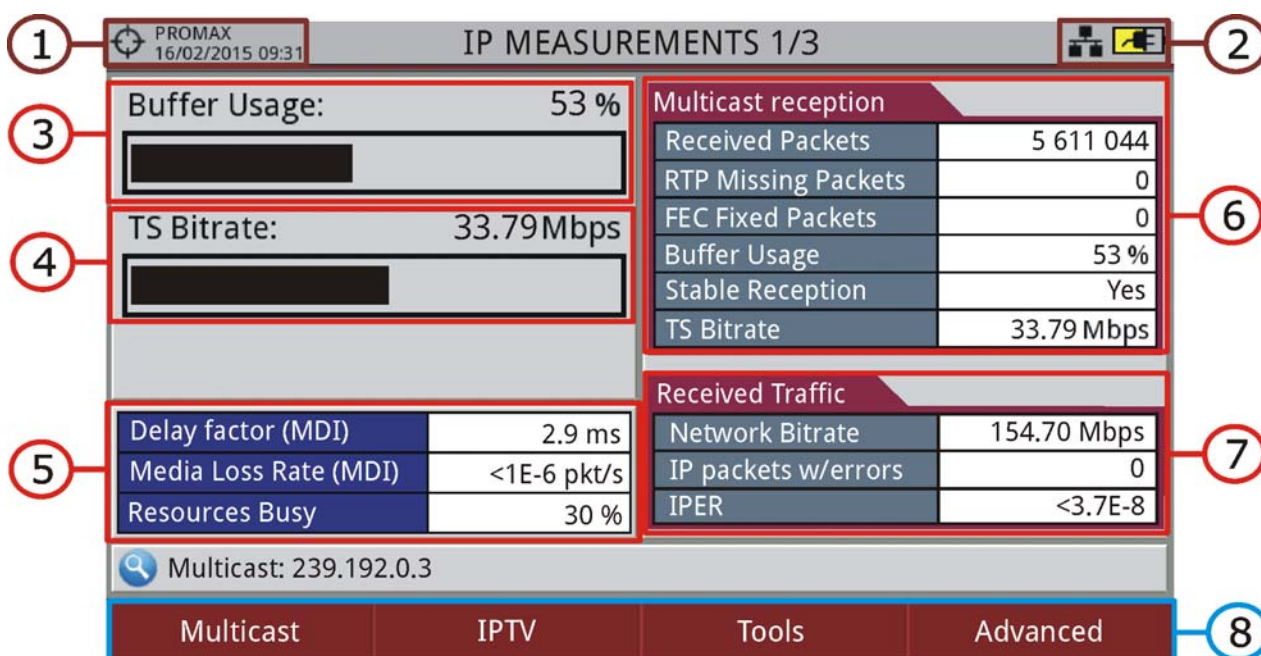 1
PROMAX
16/02/2015 09:31
IP MEASUREMENTS 1/3
2
3
Buffer Usage: 53 %
4
TS Bitrate: 33.79 Mbps
Multicast reception
Received Packets 5 611 044
RTP Missing Packets 0
FEC Fixed Packets 0
Buffer Usage 53 %
Stable Reception Yes
TS Bitrate 33.79 Mbps
6
5
Delay factor (MDI) 2.9 ms
Media Loss Rate (MDI) <1E-6 pkt/s
Resources Busy 30 %
Received Traffic
Network Bitrate 154.70 Mbps
IP packets w/errors 0
IPER <3.7E-8
7
Multicast: 239.192.0.3
Multicast IPTV Tools Advanced
8